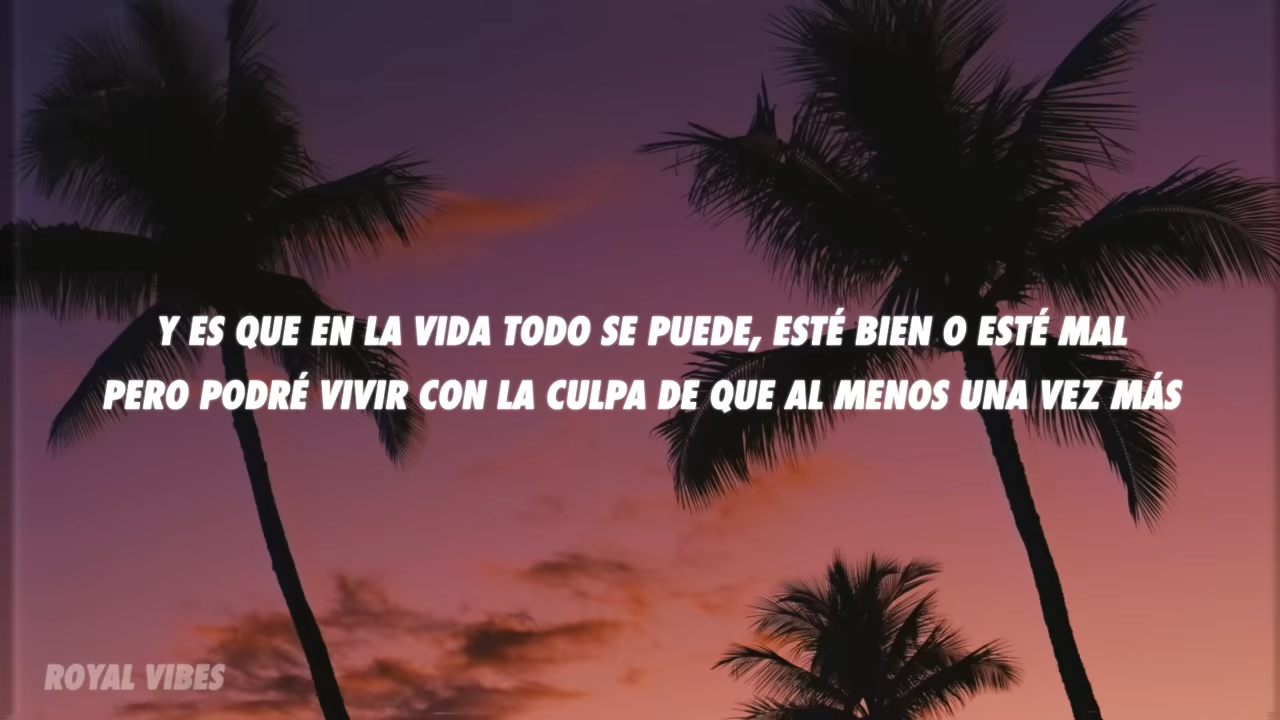 Y ES QUE EN LA VIDA TODO SE PUEDE, ESTÉ BIEN O ESTÉ MAL
PERO PODRÉ VIVIR CON LA CULPA DE QUE AL MENOS UNA VEZ MÁS
ROYAL VIBES